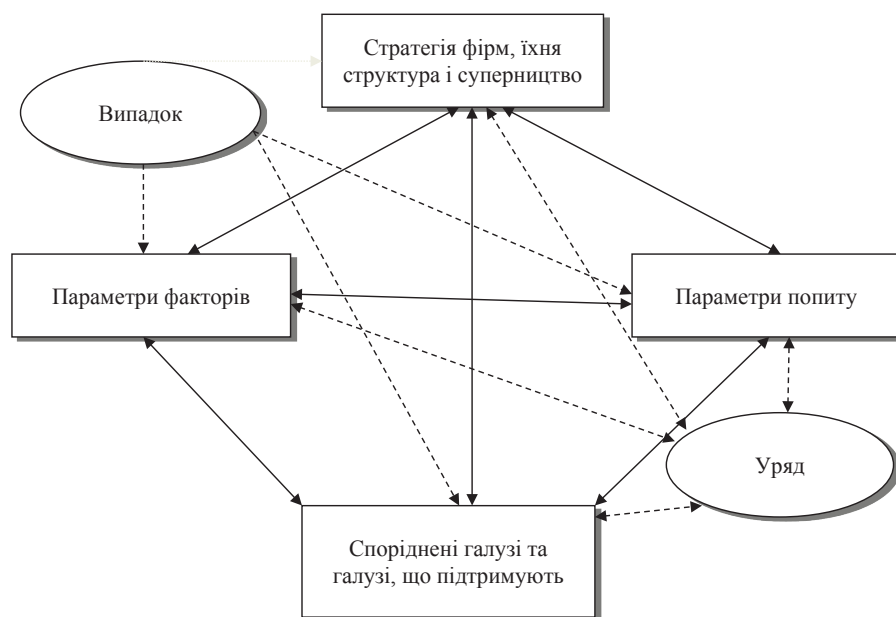 Стратегія фірм, їхня
структура і суперництво
Випадок
Параметри факторів
Параметри попиту
Уряд
Споріднені галузі та
галузі, що підтримують